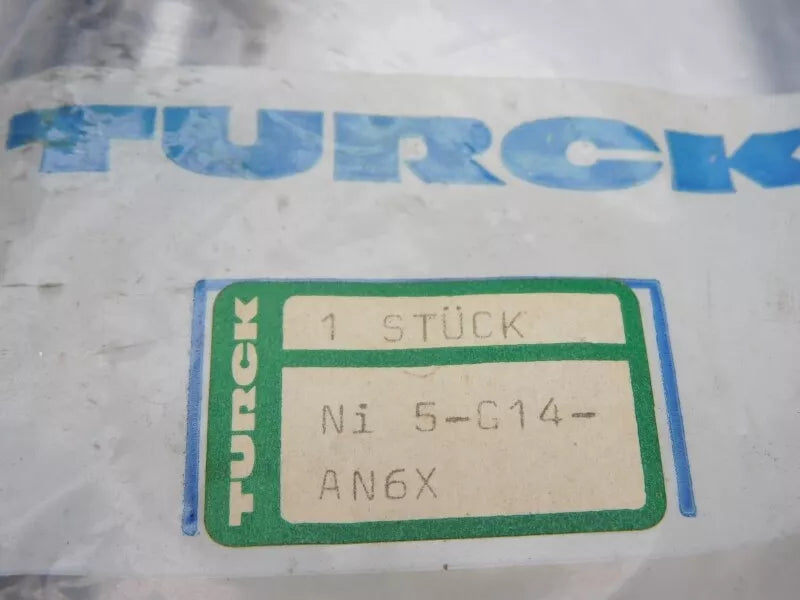 TURCK
TURCK
1 STÜCK
Ni 5-G14-
AN6X